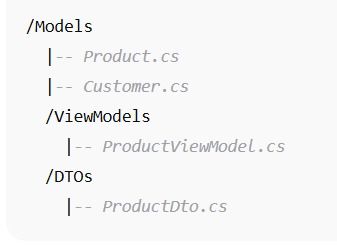 /Models
|-- Product.cs
|-- Customer.cs
/ViewModels
|-- ProductViewModel.cs
/DTOs
|-- ProductDto.cs